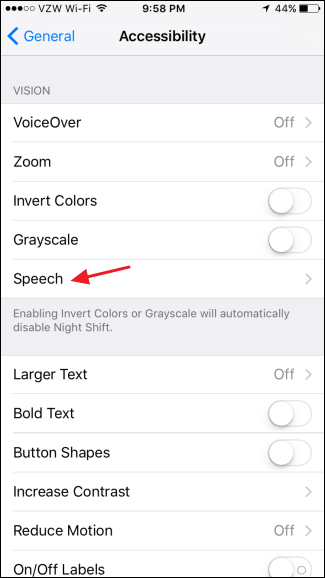 VZW Wi-Fi 9:58 PM 44%
General Accessibility
VISION
VoiceOver Off
Zoom Off
Invert Colors
Grayscale
Speech
Enabling Invert Colors or Grayscale will automatically
disable Night Shift.
Larger Text Off
Bold Text
Button Shapes
Increase Contrast
Reduce Motion Off
On/Off Labels